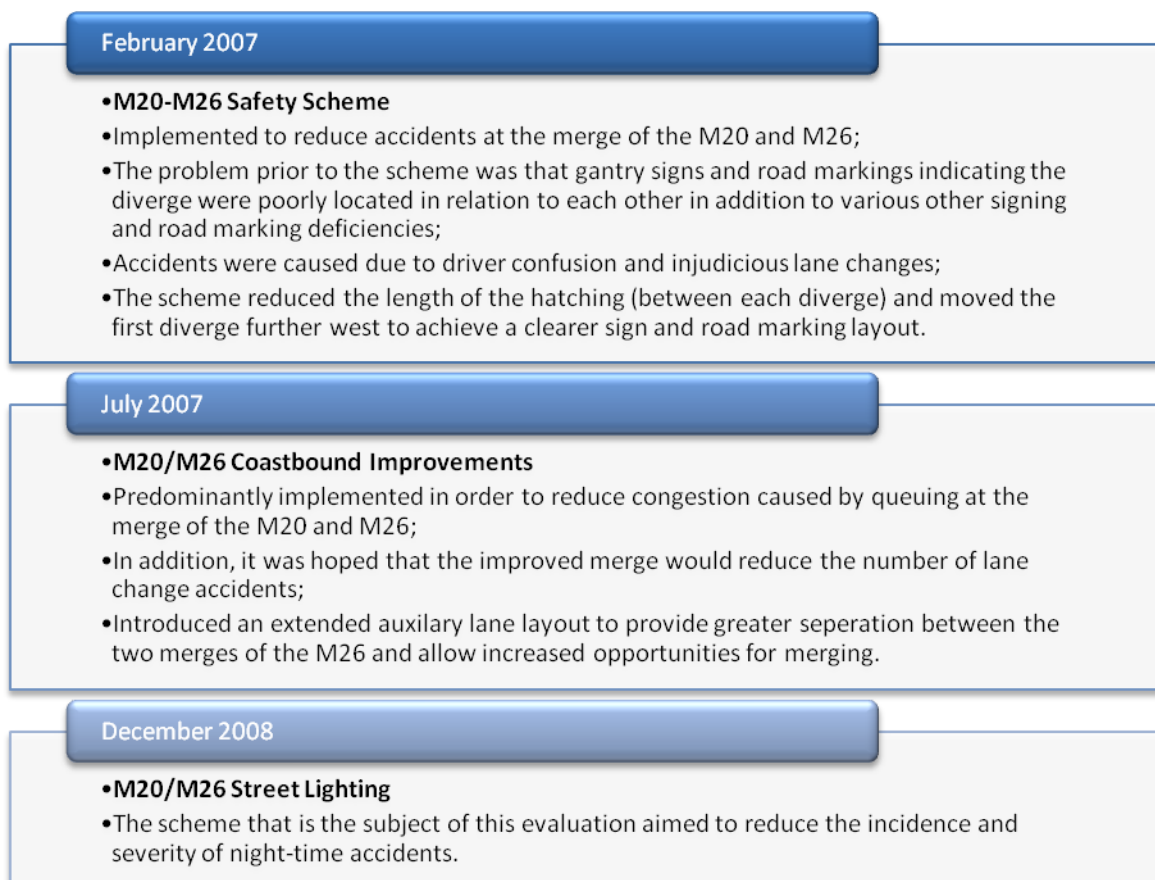 February 2007
•M20-M26 Safety Scheme
•Implemented to reduce accidents at the merge of the M20 and M26;
•The problem prior to the scheme was that gantry signs and road markings indicating the
diverge were poorly located in relation to each other in addition to various other signing
and road marking deficiencies;
•Accidents were caused due to driver confusion and injudicious lane changes;
•The scheme reduced the length of the hatching (between each diverge) and moved the
first diverge further west to achieve a clearer sign and road marking layout.
July 2007
•M20/M26 Coastbound Improvements
•Predominantly implemented in order to reduce congestion caused by queuing at the
merge of the M20 and M26;
•In addition, it was hoped that the improved merge would reduce the number of lane
change accidents;
•Introduced an extended auxilary lane layout to provide greater seperation between the
two merges of the M26 and allow increased opportunities for merging.
December 2008
•M20/M26 Street Lighting
•The scheme that is the subject of this evaluation aimed to reduce the incidence and
severity of night-time accidents.